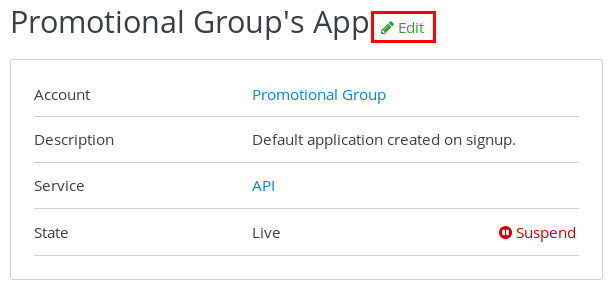 Promotional Group's App Edit
Account Promotional Group
Description Default application created on signup.
Service API
State Live Suspend